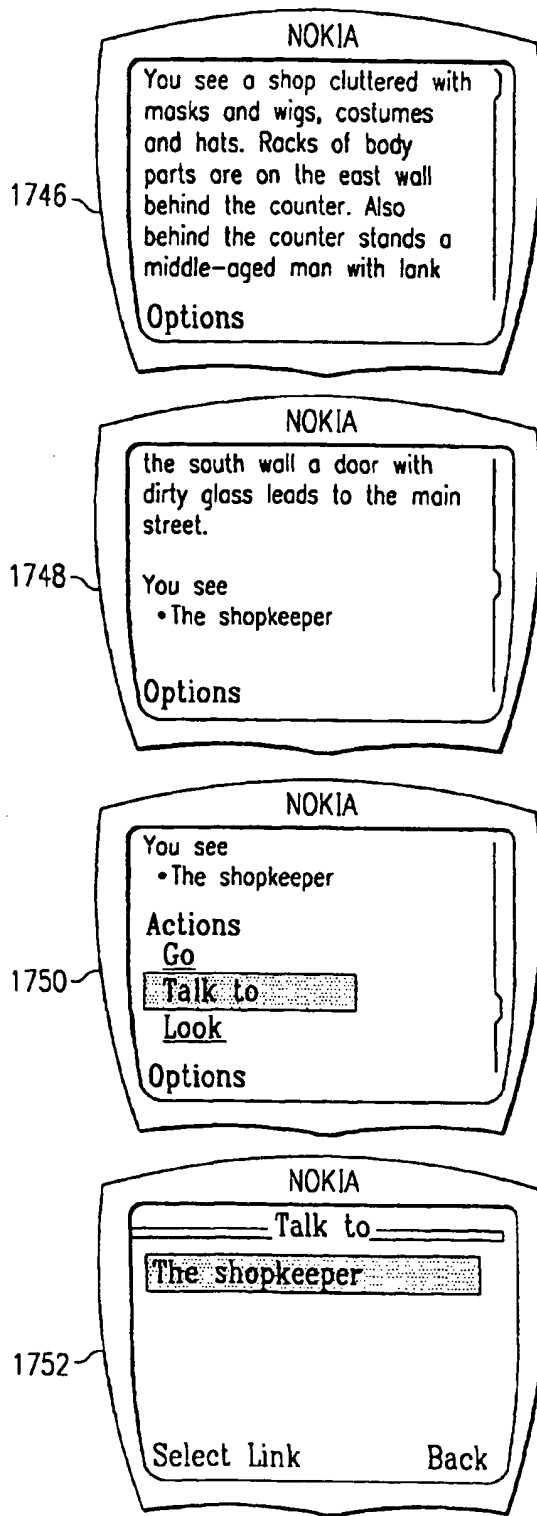 NOKIA
You see a shop cluttered with
masks and wigs, costumes
and hats. Racks of body
parts are on the east wall
behind the counter. Also
behind the counter stands a
middle-aged man with lank
Options
1746
NOKIA
the south wall a door with
dirty glass leads to the main
street.
You see
•The shopkeeper
Options
1748
NOKIA
You see
•The shopkeeper
Actions
Go
Talk to
Look
Options
1750
NOKIA
Talk to
The shopkeeper
Select Link Back
1752